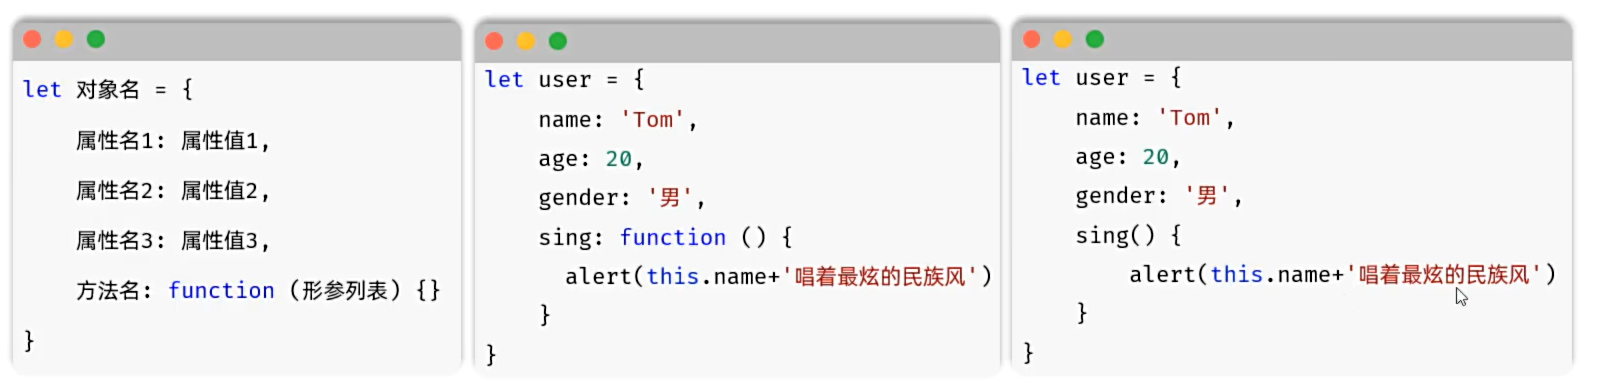 let 对象名 = {
属性名1: 属性值1,
属性名2: 属性值2,
属性名3: 属性值3,
方法名: function (形参列表) {}
}
let user = {
name: 'Tom',
age: 20,
gender: '男',
sing: function () {
alert(this.name+'唱着最炫的民族风')
}
}
let user = {
name: 'Tom',
age: 20,
gender: '男',
sing() {
alert(this.name+'唱着最炫的民族风')
}
}